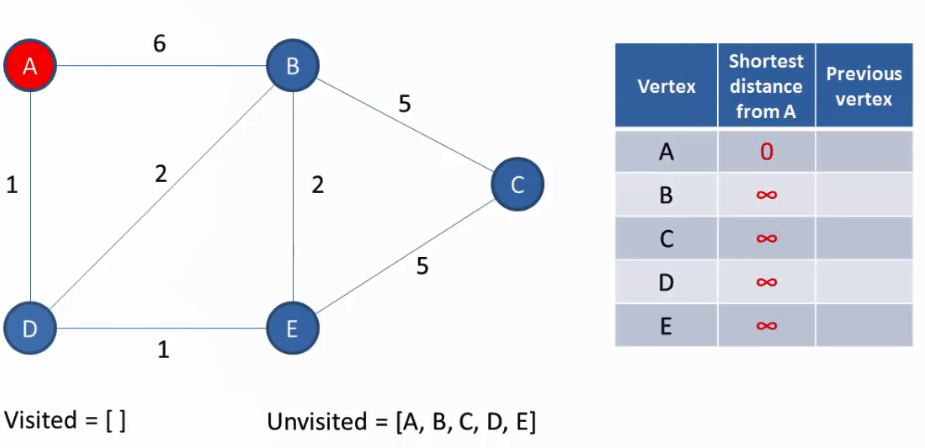 A
6
B
5
1
2
2
C
5
D
E
1
Vertex Shortest distance from A Previous vertex
A 0
B ∞
C ∞
D ∞
E ∞
Visited = [ ]
Unvisited = [A, B, C, D, E]